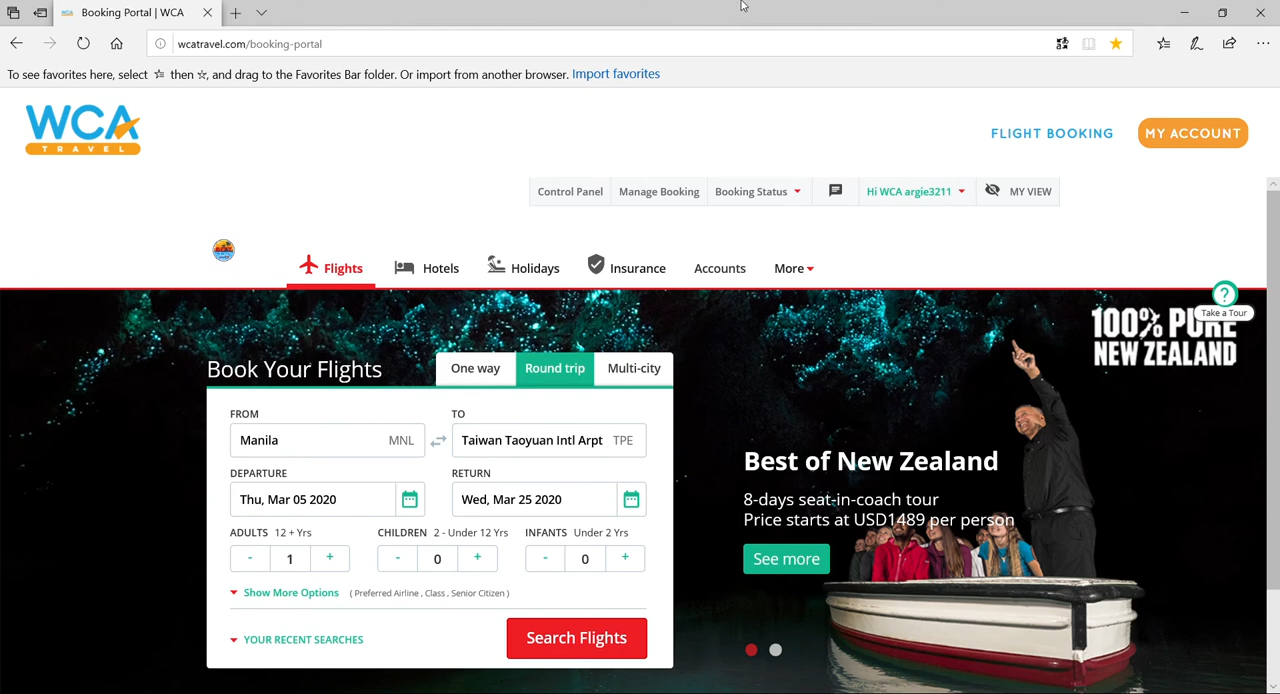 Booking Portal | WCA
wcatravel.com/booking-portal
To see favorites here, select ☆ then ☆, and drag to the Favorites Bar folder. Or import from another browser. Import favorites
WCA
TRAVEL
FLIGHT BOOKING
MY ACCOUNT
Control Panel
Manage Booking
Booking Status
Hi WCA argie3211
MY VIEW
Flights
Hotels
Holidays
Insurance
Accounts
More
?
Take a Tour
100% PURE
NEW ZEALAND
Book Your Flights
One way
Round trip
Multi-city
FROM
TO
Manila MNL
Taiwan Taoyuan Intl Arpt TPE
DEPARTURE
RETURN
Thu, Mar 05 2020
Wed, Mar 25 2020
ADULTS 12 + Yrs
CHILDREN 2 - Under 12 Yrs
INFANTS Under 2 Yrs
- 1 +
- 0 +
- 0 +
Show More Options ( Preferred Airline , Class , Senior Citizen )
YOUR RECENT SEARCHES
Search Flights
Best of New Zealand
8-days seat-in-coach tour
Price starts at USD1489 per person
See more